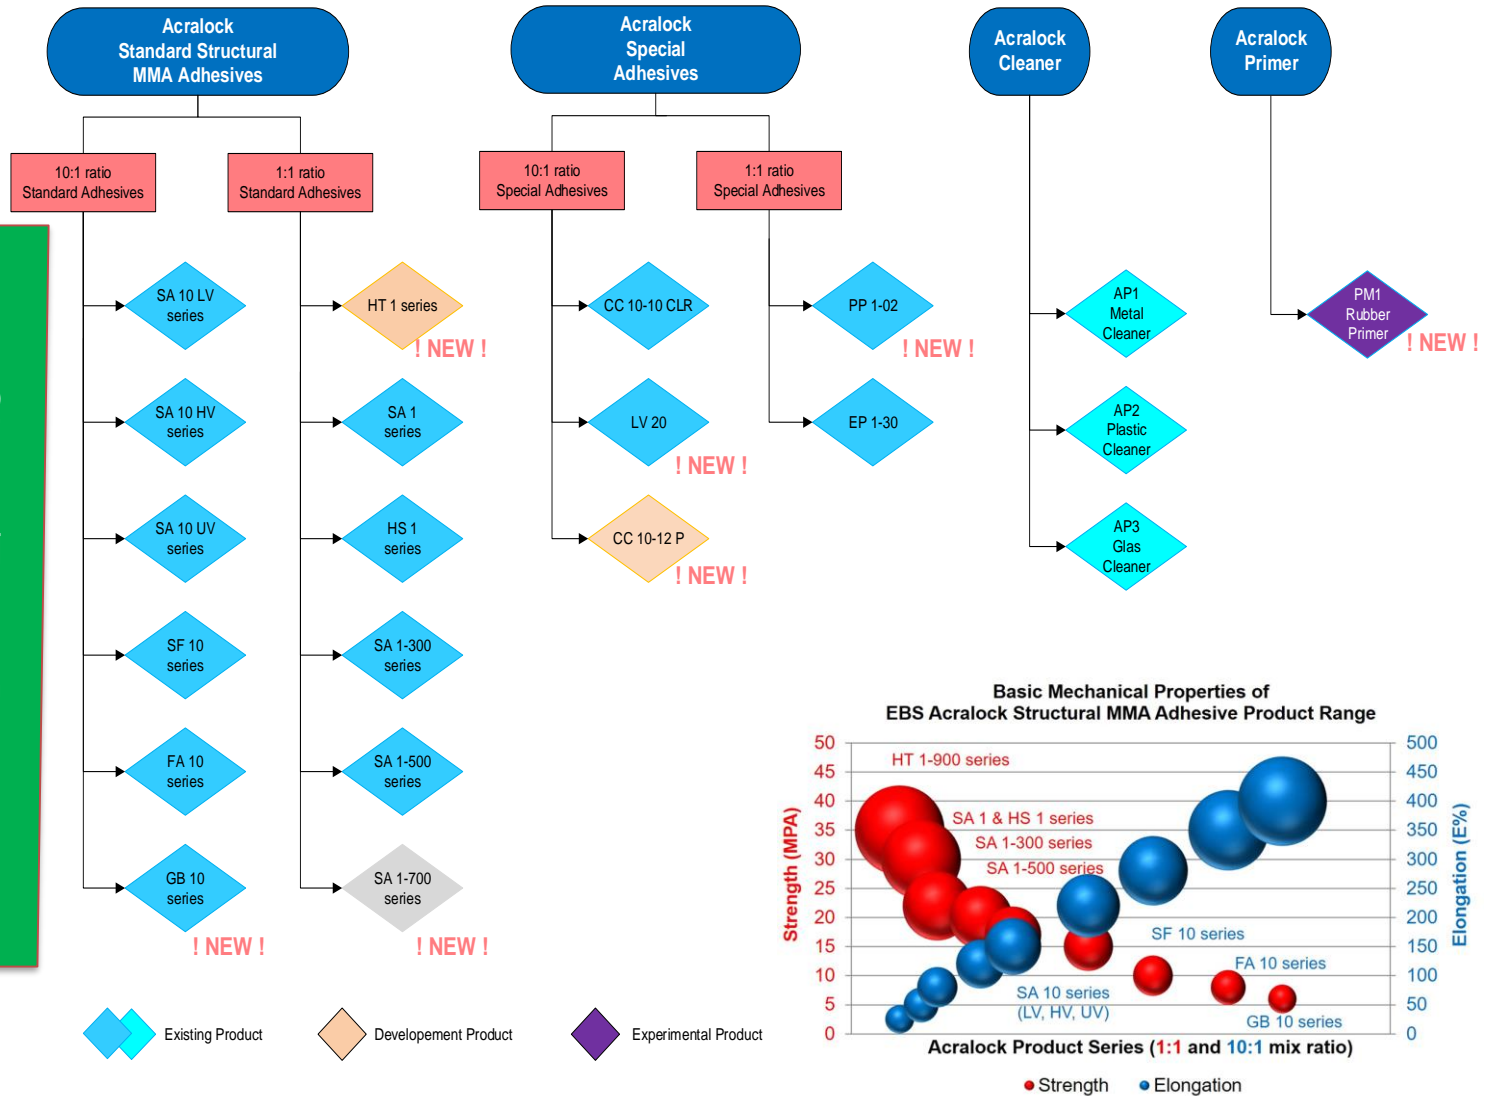 Acralock
Standard Structural
MMA Adhesives
Acralock
Special
Adhesives
Acralock
Cleaner
Acralock
Primer
10:1 ratio
Standard Adhesives
1:1 ratio
Standard Adhesives
10:1 ratio
Special Adhesives
1:1 ratio
Special Adhesives
SA 10 LV
series
HT 1 series
! NEW !
CC 10-10 CLR
PP 1-02
! NEW !
AP1
Metal
Cleaner
PM1
Rubber
Primer
! NEW !
SA 10 HV
series
SA 1
series
LV 20
! NEW !
EP 1-30
AP2
Plastic
Cleaner
SA 10 UV
series
HS 1
series
CC 10-12 P
! NEW !
AP3
Glas
Cleaner
SF 10
series
SA 1-300
series
FA 10
series
SA 1-500
series
GB 10
series
! NEW !
SA 1-700
series
! NEW !
Existing Product
Developement Product
Experimental Product
Basic Mechanical Properties of
EBS Acralock Structural MMA Adhesive Product Range
Strength (MPA)
50
45
40
35
30
25
20
15
10
5
0
HT 1-900 series
SA 1 & HS 1 series
SA 1-300 series
SA 1-500 series
SF 10 series
FA 10 series
SA 10 series
(LV, HV, UV)
GB 10 series
500
450
400
350
300
250
200
150
100
50
0
Elongation (E%)
Acralock Product Series (1:1 and 10:1 mix ratio)
Strength
Elongation